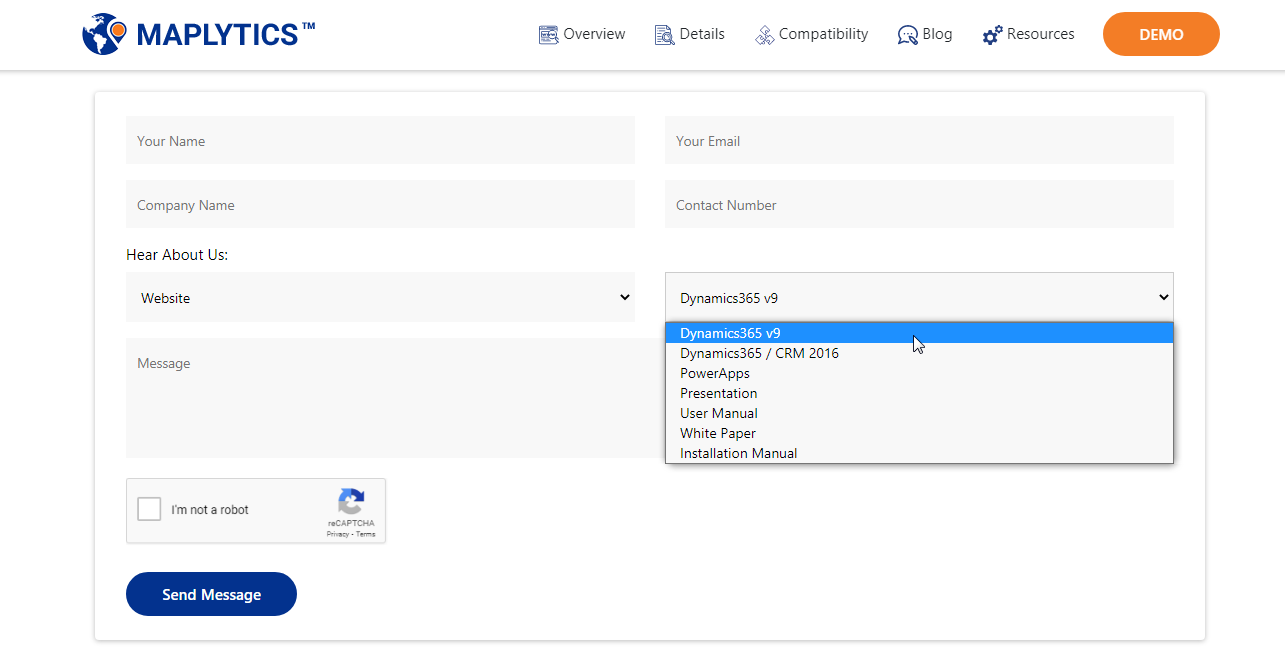 MAPLYTICS™
Overview
Details
Compatibility
Blog
Resources
DEMO
Your Name
Your Email
Company Name
Contact Number
Hear About Us:
Website
Dynamics365 v9
Dynamics365 v9
Dynamics365 / CRM 2016
PowerApps
Presentation
User Manual
White Paper
Installation Manual
Message
I'm not a robot
reCAPTCHA
Privacy - Terms
Send Message